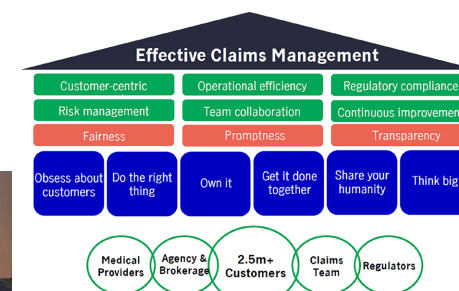 Effective Claims Management
Customer-centric Operational efficiency Regulatory compliance
Risk management Team collaboration Continuous improvement
Fairness Promptness Transparency
Obsess about
customers
Do the right
thing
Own it
Get it done
together
Share your
humanity
Think big
Medical
Providers
Agency &
Brokerage
2.5m+
Customers
Claims
Team
Regulators